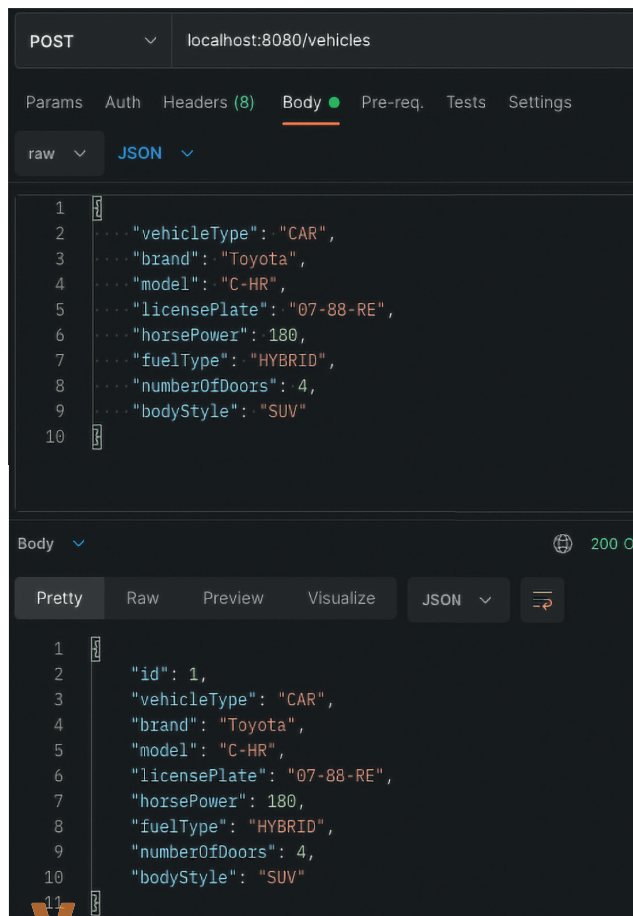 POST localhost:8080/vehicles
Params Auth Headers (8) Body Pre-req. Tests Settings
raw JSON
1 {
2 "vehicleType": "CAR",
3 "brand": "Toyota",
4 "model": "C-HR",
5 "licensePlate": "07-88-RE",
6 "horsePower": 180,
7 "fuelType": "HYBRID",
8 "numberOfDoors": 4,
9 "bodyStyle": "SUV"
10 }
Body 200 O
Pretty Raw Preview Visualize JSON
1 {
2 "id": 1,
3 "vehicleType": "CAR",
4 "brand": "Toyota",
5 "model": "C-HR",
6 "licensePlate": "07-88-RE",
7 "horsePower": 180,
8 "fuelType": "HYBRID",
9 "numberOfDoors": 4,
10 "bodyStyle": "SUV"
11 }